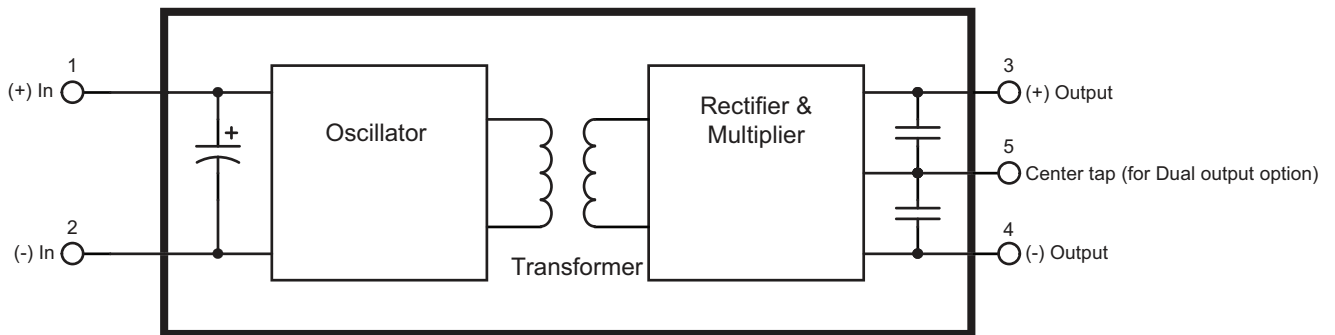 1
(+) In
+
Oscillator
2
(-) In
Transformer
Rectifier &
Multiplier
3
(+) Output
5
Center tap (for Dual output option)
4
(-) Output